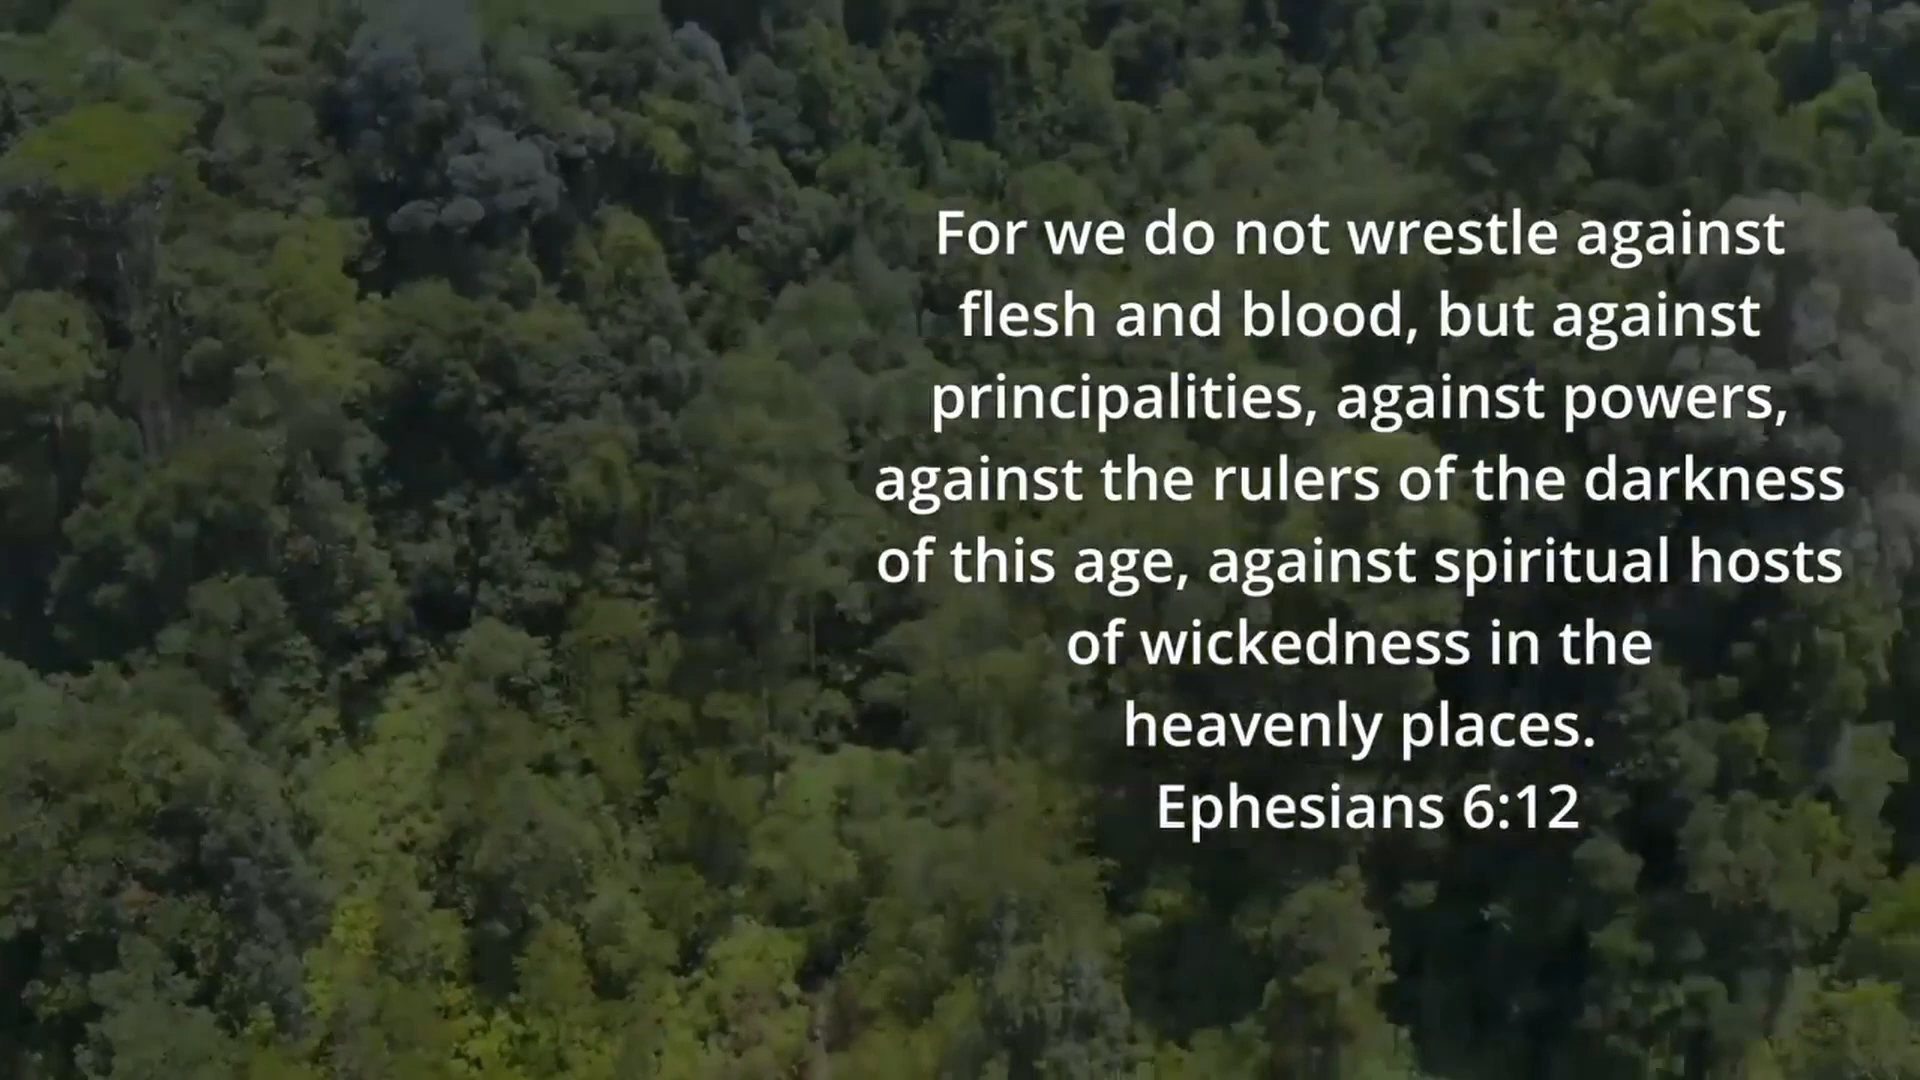 For we do not wrestle against
flesh and blood, but against
principalities, against powers,
against the rulers of the darkness
of this age, against spiritual hosts
of wickedness in the
heavenly places.
Ephesians 6:12